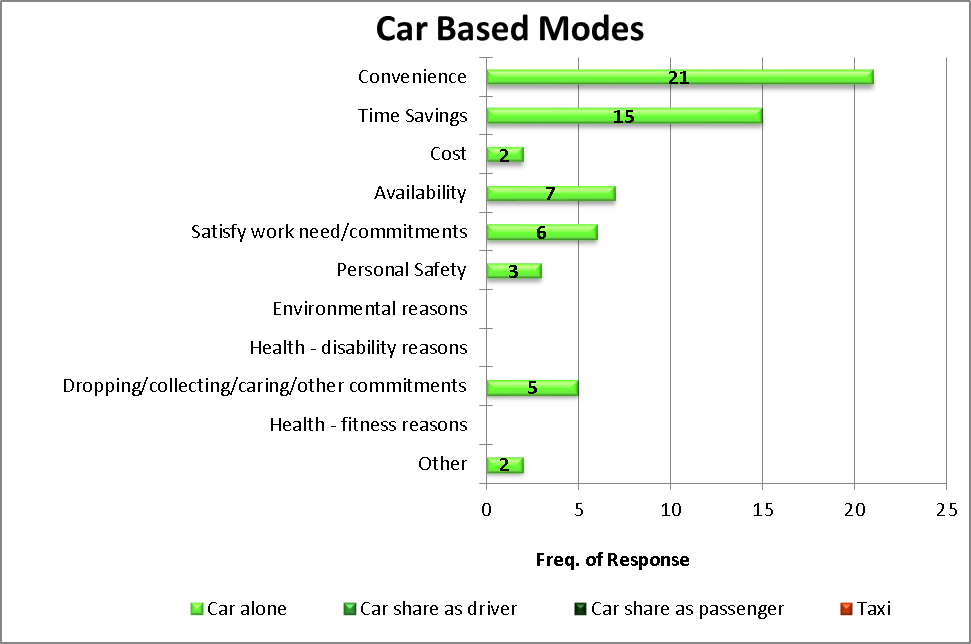 Car Based Modes
Convenience 21
Time Savings 15
Cost 2
Availability 7
Satisfy work need/commitments 6
Personal Safety 3
Environmental reasons
Health - disability reasons
Dropping/collecting/caring/other commitments 5
Health - fitness reasons
Other 2
0 5 10 15 20 25
Freq. of Response
Car alone Car share as driver Car share as passenger Taxi